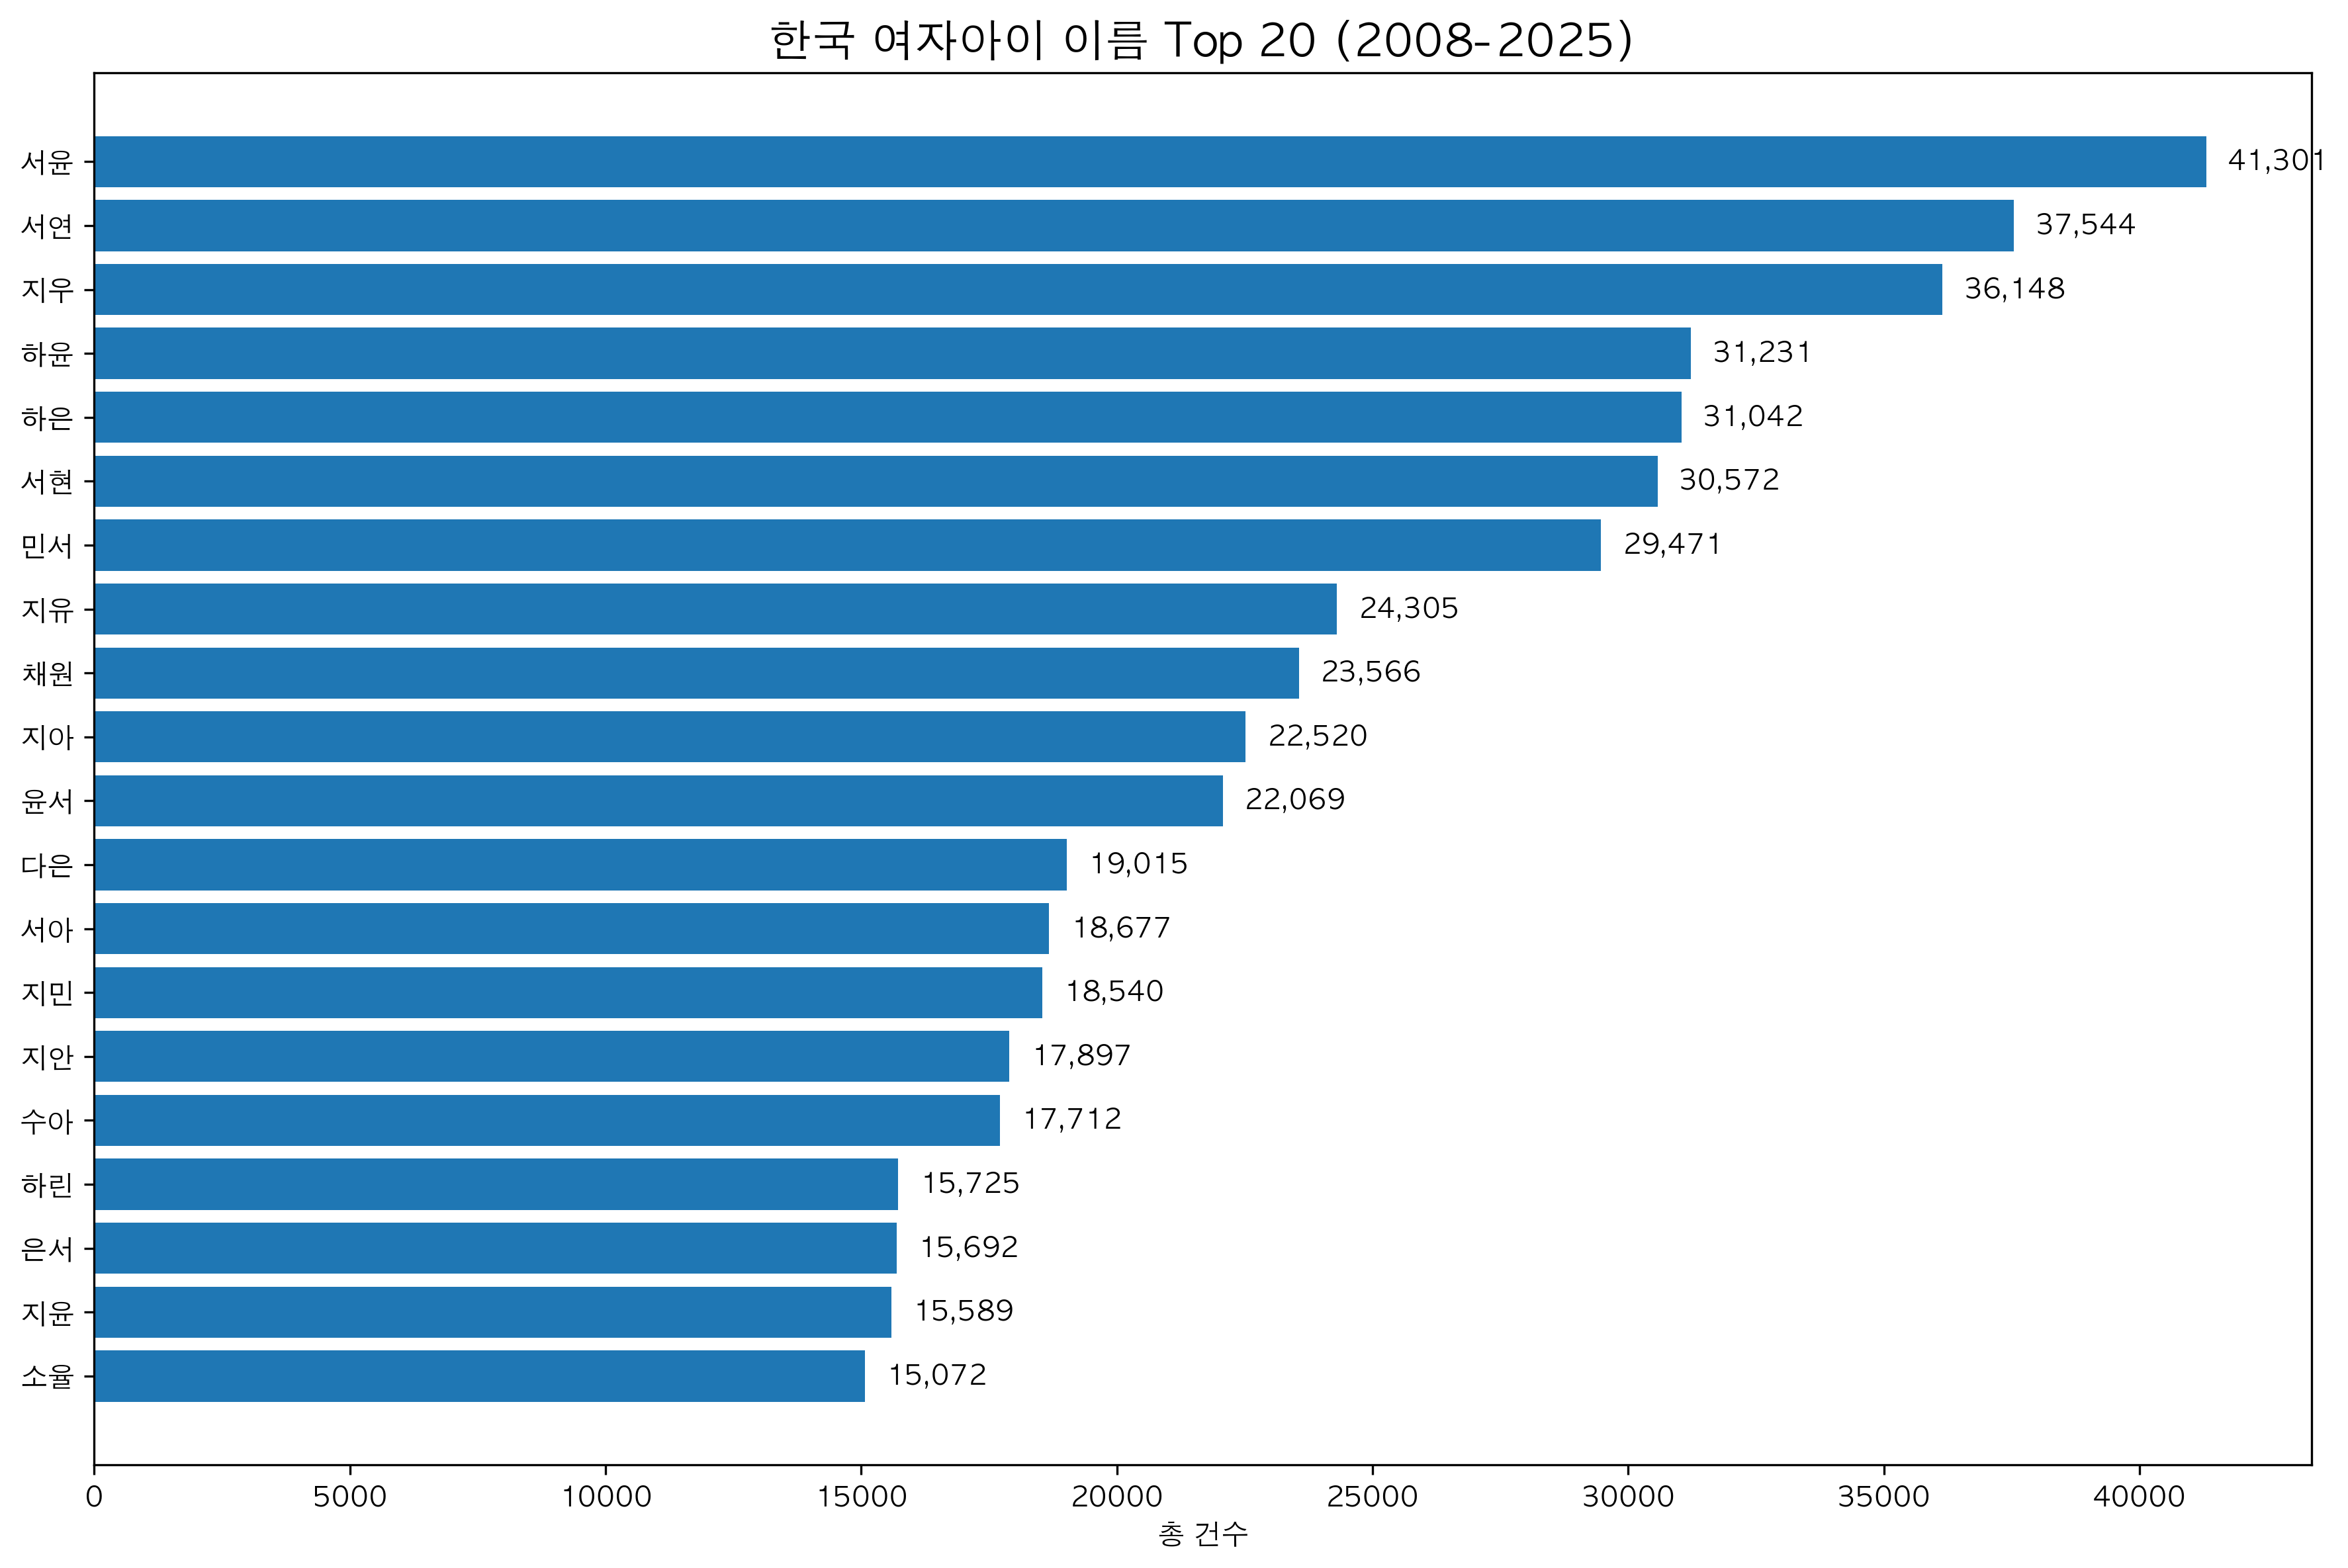 한국 여자아이 이름 Top 20 (2008-2025)
서윤 41,301
서연 37,544
지우 36,148
하윤 31,231
하은 31,042
서현 30,572
민서 29,471
지유 24,305
채원 23,566
지아 22,520
윤서 22,069
다은 19,015
서아 18,677
지민 18,540
지안 17,897
수아 17,712
하린 15,725
은서 15,692
지윤 15,589
소율 15,072
0 5000 10000 15000 20000 25000 30000 35000 40000
총 건수